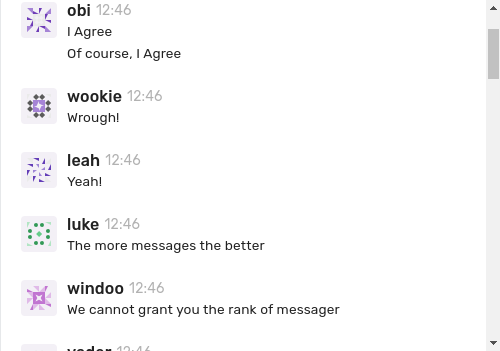 obi 12:46
I Agree
Of course, I Agree
wookie 12:46
Wrough!
leah 12:46
Yeah!
luke 12:46
The more messages the better
windoo 12:46
We cannot grant you the rank of messager
12:46